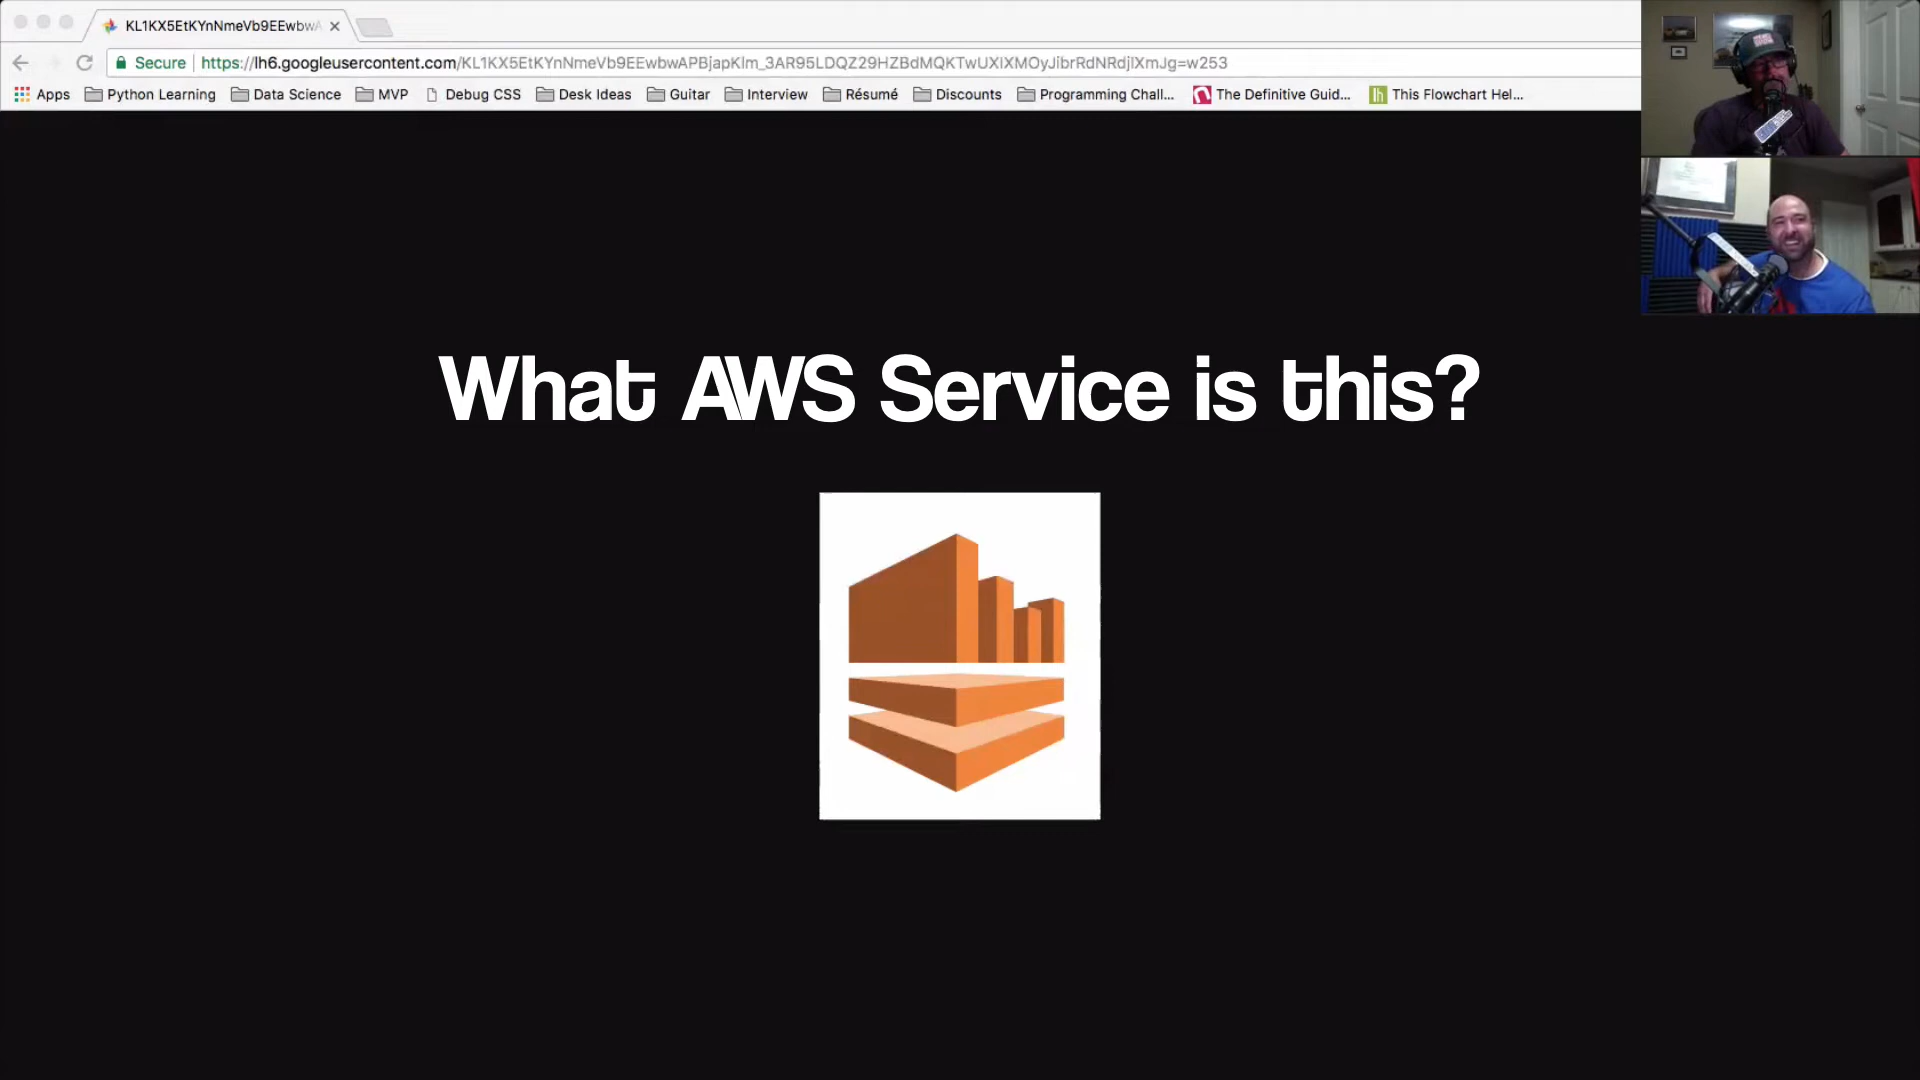 KL1KX5EtKYnNmeVb9EEwbwA
Secure https://lh6.googleusercontent.com/KL1KX5EtKYnNmeVb9EEwbwAPBjapKlm_3AR95LDQZ29HZBdMQKTwUXlXMOyJibrRdNRdjlXmJg=w253
Apps Python Learning Data Science MVP Debug CSS Desk Ideas Guitar Interview Résumé Discounts Programming Chall... The Definitive Guid... This Flowchart Hel...
What AWS Service is this?